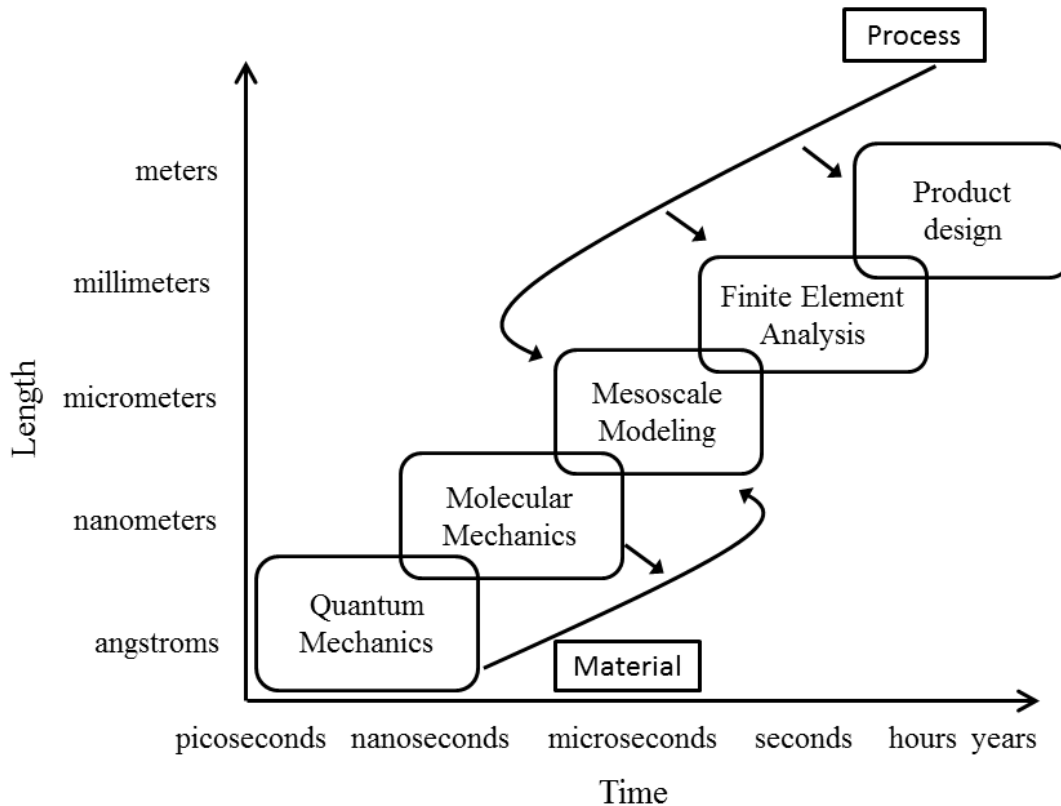 Process
meters
Product
design
millimeters
Finite Element
Analysis
Length
micrometers
Mesoscale
Modeling
nanometers
Molecular
Mechanics
angstroms
Quantum
Mechanics
Material
picoseconds nanoseconds microseconds seconds hours years
Time